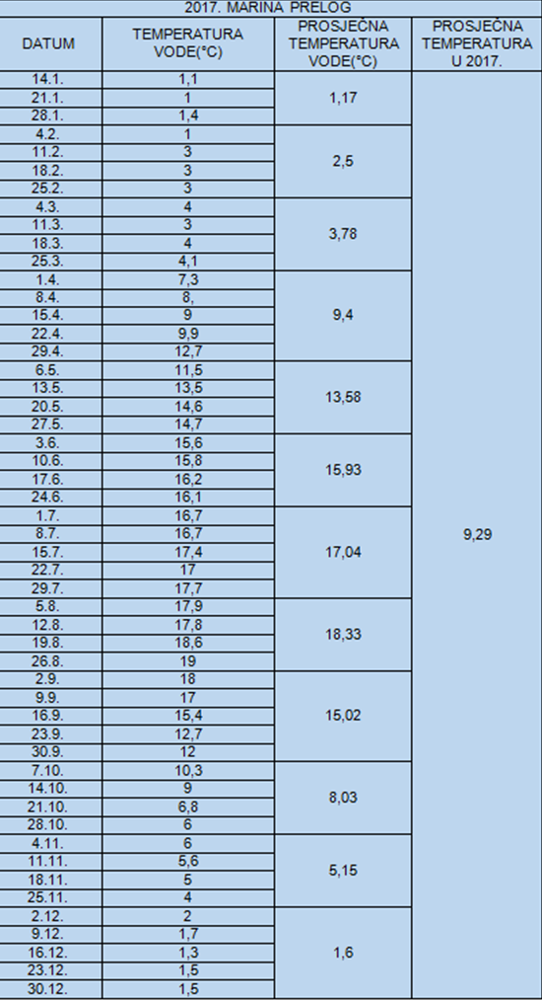 2017. MARINA PRELOG
DATUM TEMPERATURA VODE(°C) PROSJEČNA TEMPERATURA VODE(°C) PROSJEČNA TEMPERATURA U 2017.
14.1. 1,1
21.1. 1 1,17
28.1. 1,4
4.2. 1
11.2. 3 2,5
18.2. 3
25.2. 3
4.3. 4
11.3. 3 3,78
18.3. 4
25.3. 4,1
1.4. 7,3
8.4. 8,
15.4. 9 9,4
22.4. 9,9
29.4. 12,7
6.5. 11,5
13.5. 13,5 13,58
20.5. 14,6
27.5. 14,7
3.6. 15,6
10.6. 15,8 15,93
17.6. 16,2
24.6. 16,1
1.7. 16,7
8.7. 16,7 9,29
15.7. 17,4 17,04
22.7. 17
29.7. 17,7
5.8. 17,9
12.8. 17,8 18,33
19.8. 18,6
26.8. 19
2.9. 18
9.9. 17
16.9. 15,4 15,02
23.9. 12,7
30.9. 12
7.10. 10,3
14.10. 9 8,03
21.10. 6,8
28.10. 6
4.11. 6
11.11. 5,6 5,15
18.11. 5
25.11. 4
2.12. 2
9.12. 1,7
16.12. 1,3 1,6
23.12. 1,5
30.12. 1,5